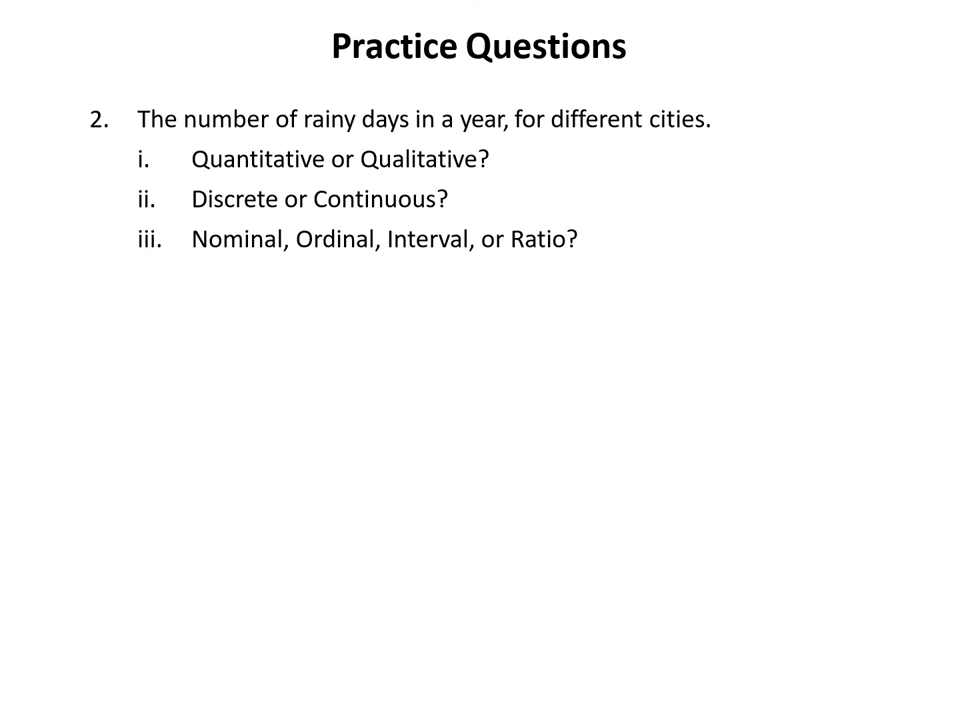 Practice Questions
2. The number of rainy days in a year, for different cities.
i. Quantitative or Qualitative?
ii. Discrete or Continuous?
iii. Nominal, Ordinal, Interval, or Ratio?